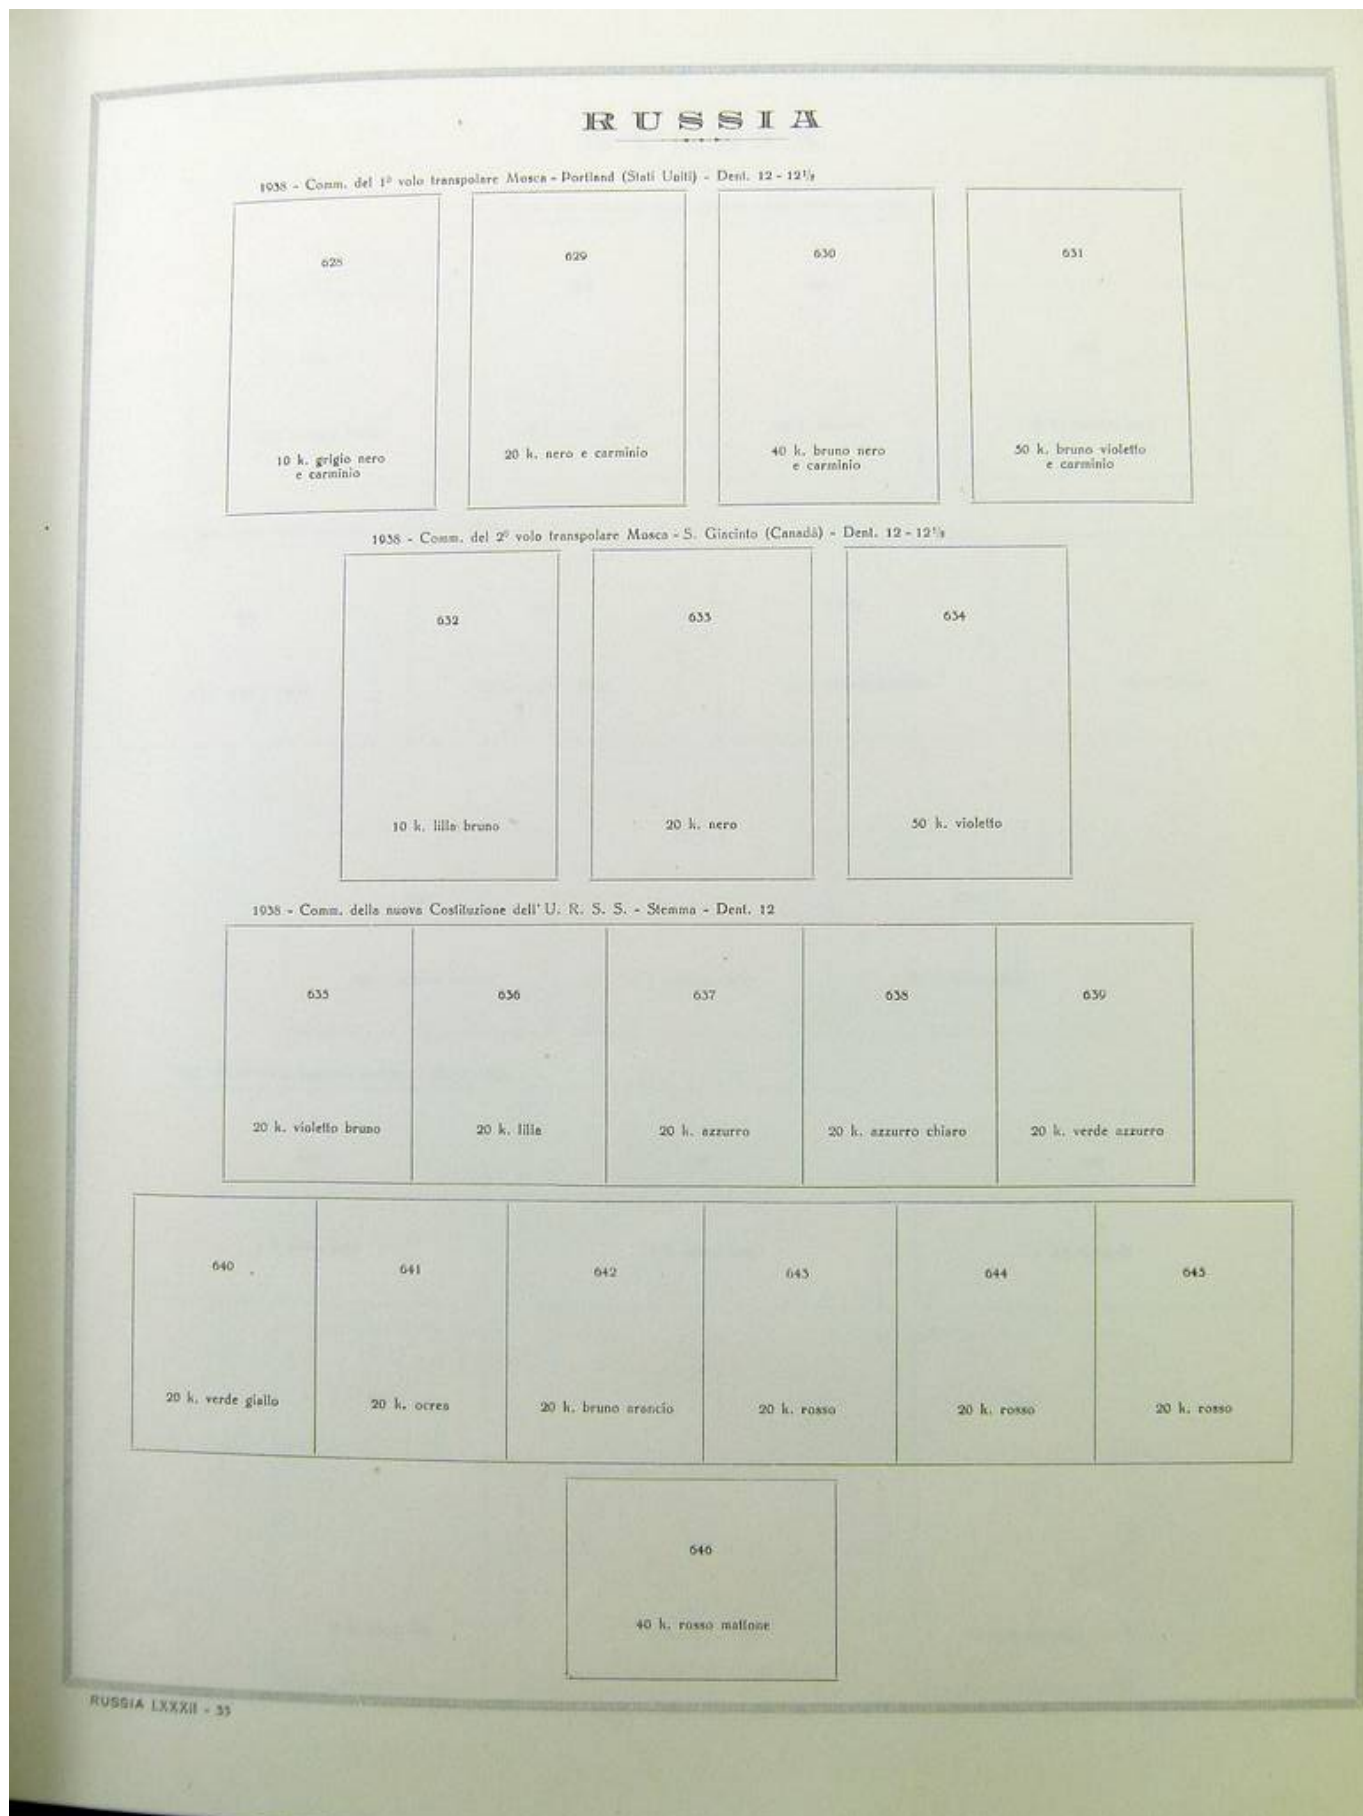 RUSSIA
1938 - Comm. del 1º volo transpolare Mosca - Portland (Stati Uniti) - Dent. 12 - 12½
628
629
630
631
10 k. grigio nero
e carminio
20 k. nero e carminio
40 k. bruno nero
e carminio
50 k. bruno violetto
e carminio
1938 - Comm. del 2º volo transpolare Mosca - S. Giacinto (Canadà) - Dent. 12 - 12½
632
633
634
10 k. lilla bruno
20 k. nero
50 k. violetto
1938 - Comm. della nuova Costituzione dell' U. R. S. S. - Stemma - Dent. 12
635
636
637
638
639
20 k. violetto bruno
20 k. lilla
20 k. azzurro
20 k. azzurro chiaro
20 k. verde azzurro
640
641
642
643
644
645
20 k. verde giallo
20 k. ocrea
20 k. bruno arancio
20 k. rosso
20 k. rosso
20 k. rosso
646
40 k. rosso mattone
RUSSIA LXXXII - 35